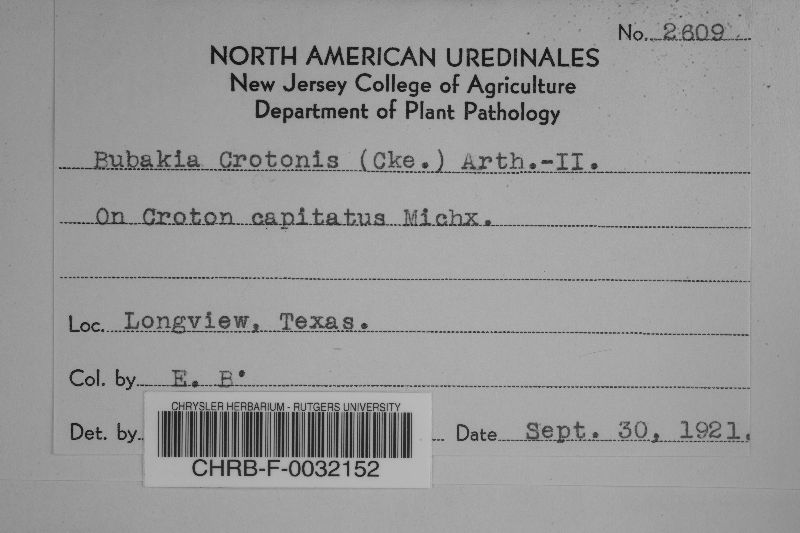 No. 2609
NORTH AMERICAN UREDINALES
New Jersey College of Agriculture
Department of Plant Pathology
Bubakia Crotonis (Cke.) Arth.-II.
On Croton capitatus Michx.
Loc. Longview, Texas.
Col. by E. B
CHRYSLER HERBARIUM - RUTGERS UNIVERSITY
Det. by Date Sept. 30, 1921.
CHRB-F-0032152